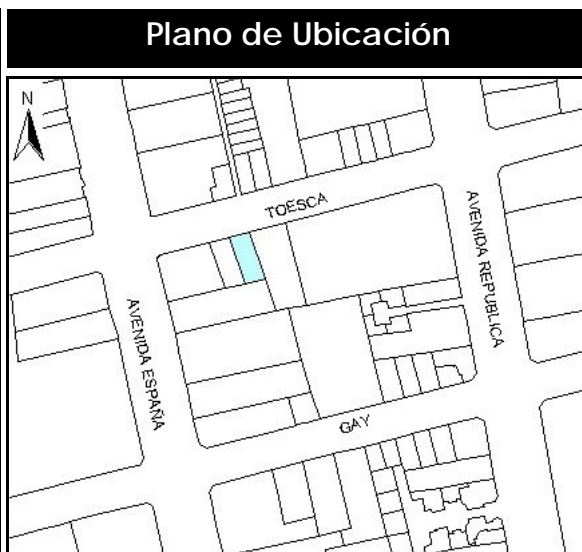 Plano de Ubicación
N
TOESCA
AVENIDA REPUBLICA
AVENIDA ESPAÑA
GAY